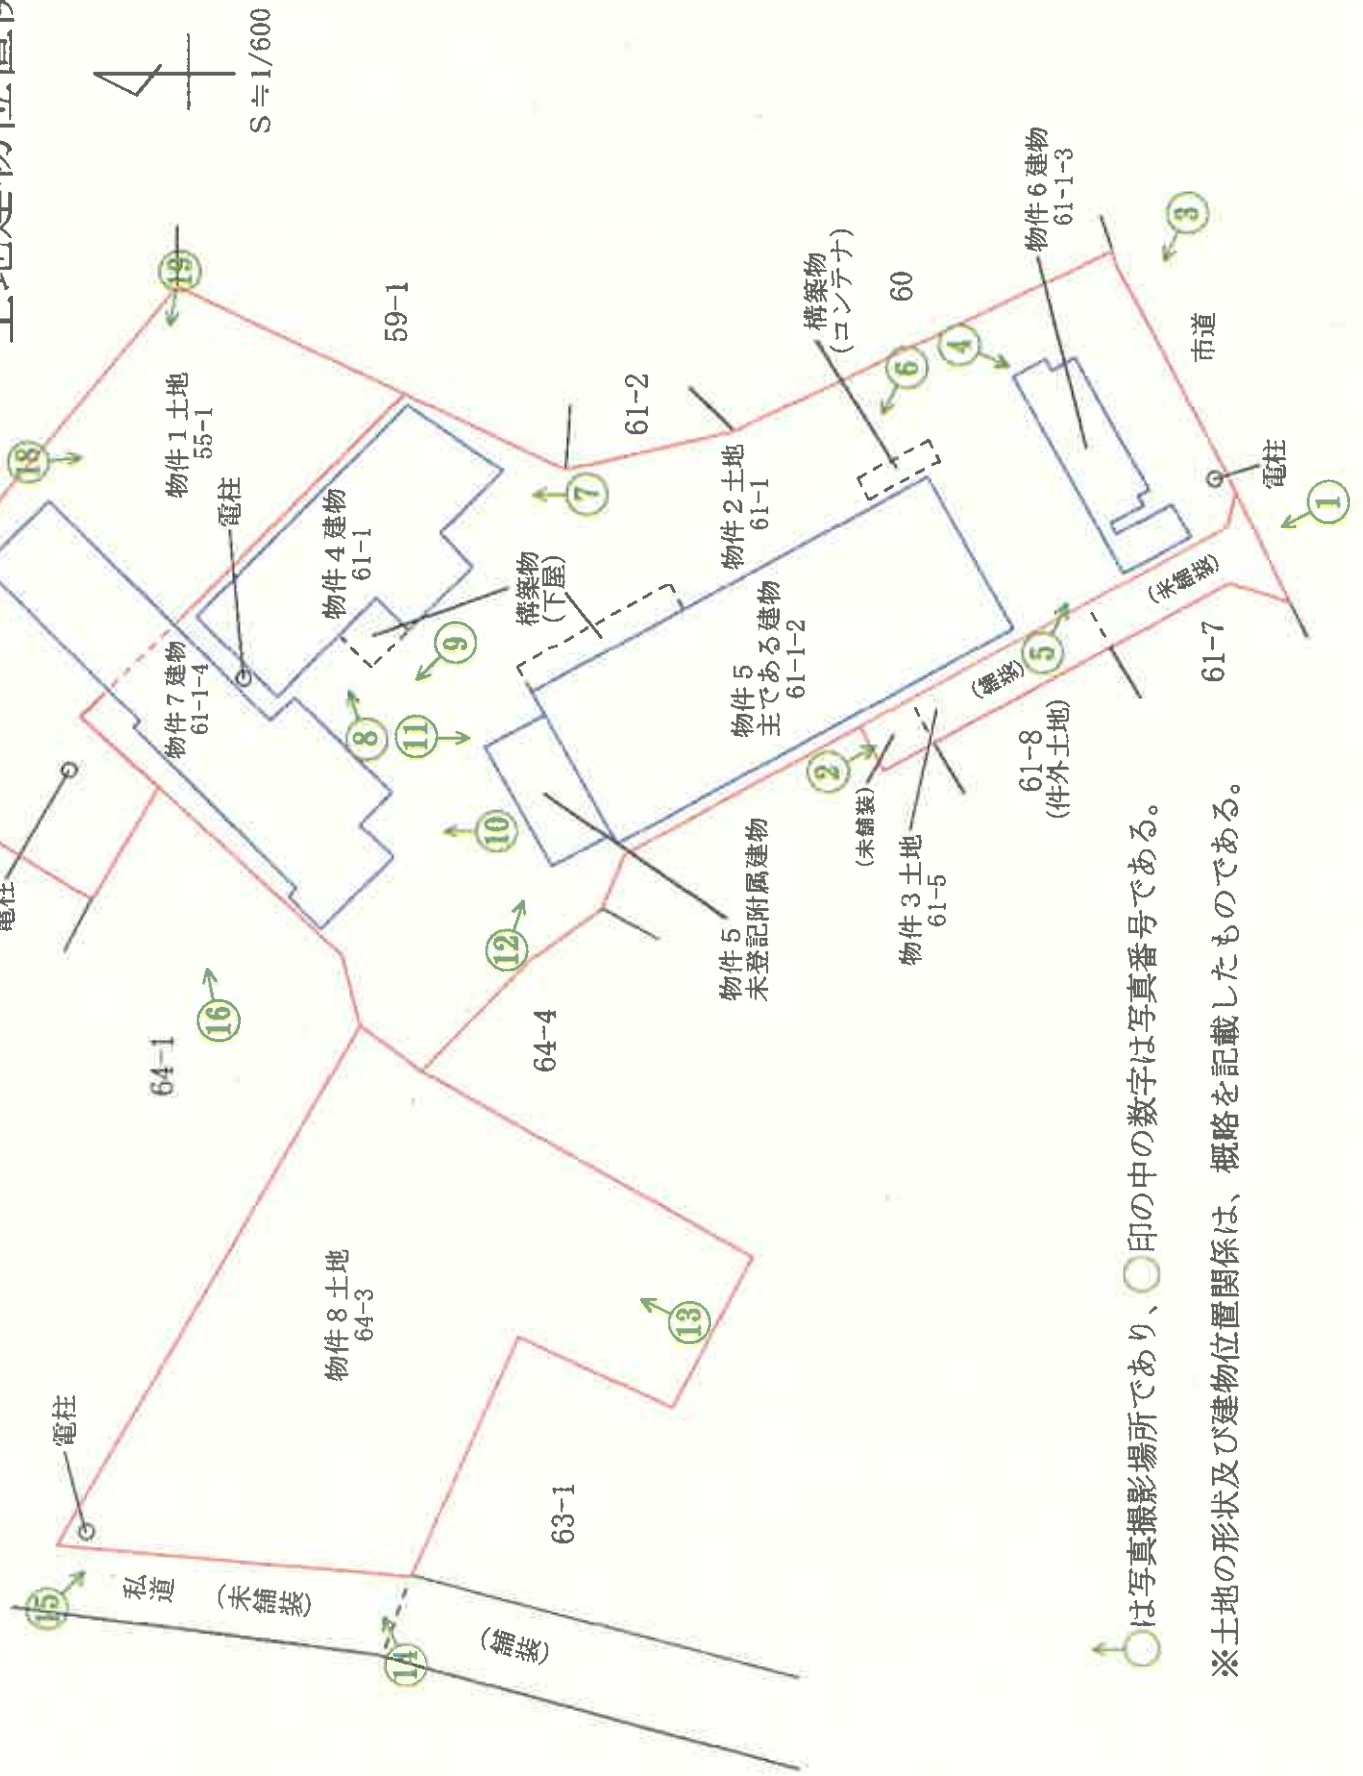 S≒1/600
⑱
⑲
物件1土地
55-1
電柱
59-1
物件7建物
61-1-4
物件4建物
61-1
構築物
(下屋)
61-2
⑦
⑧
⑨
⑩
⑪
⑫
電柱
64-1
⑯
64-4
物件2土地
61-1
構築物
(コンテナ)
60
⑥
④
物件6建物
61-1-3
③
市道
電柱
①
物件5
主である建物
61-1-2
物件5
未登記附属建物
②
(未舗装)
物件3土地
61-5
(舗装)
⑤
(未舗装)
61-8
(件外土地)
61-7
電柱
物件8土地
64-3
⑬
⑮
私道
(未舗装)
⑭
(舗装)
63-1
○は写真撮影場所であり、○印の中の数字は写真番号である。
※土地の形状及び建物位置関係は、概略を記載したものである。